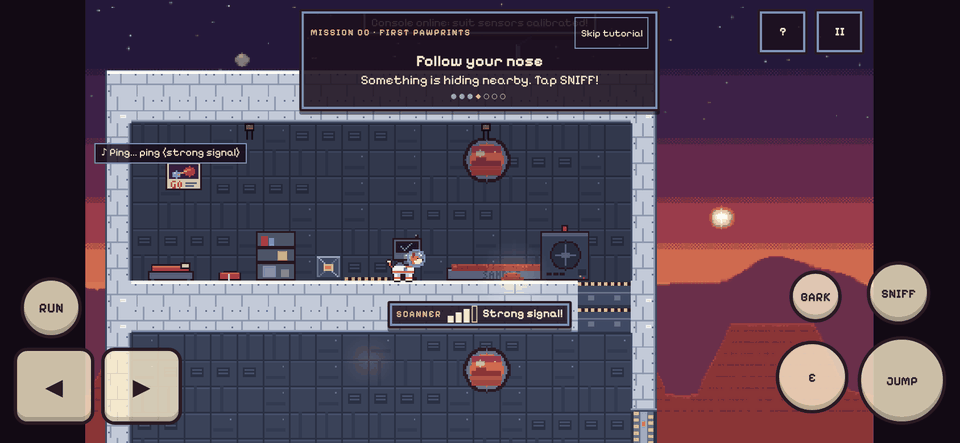 Console online: suit sensors calibrated!
MISSION 00 · FIRST PAWPRINTS
Skip tutorial
Follow your nose
Something is hiding nearby. Tap SNIFF!
?
II
♪ Ping... ping (strong signal)
GO
RUN
BARK
SNIFF
SCANNER
Strong signal!
◀
▶
E
JUMP